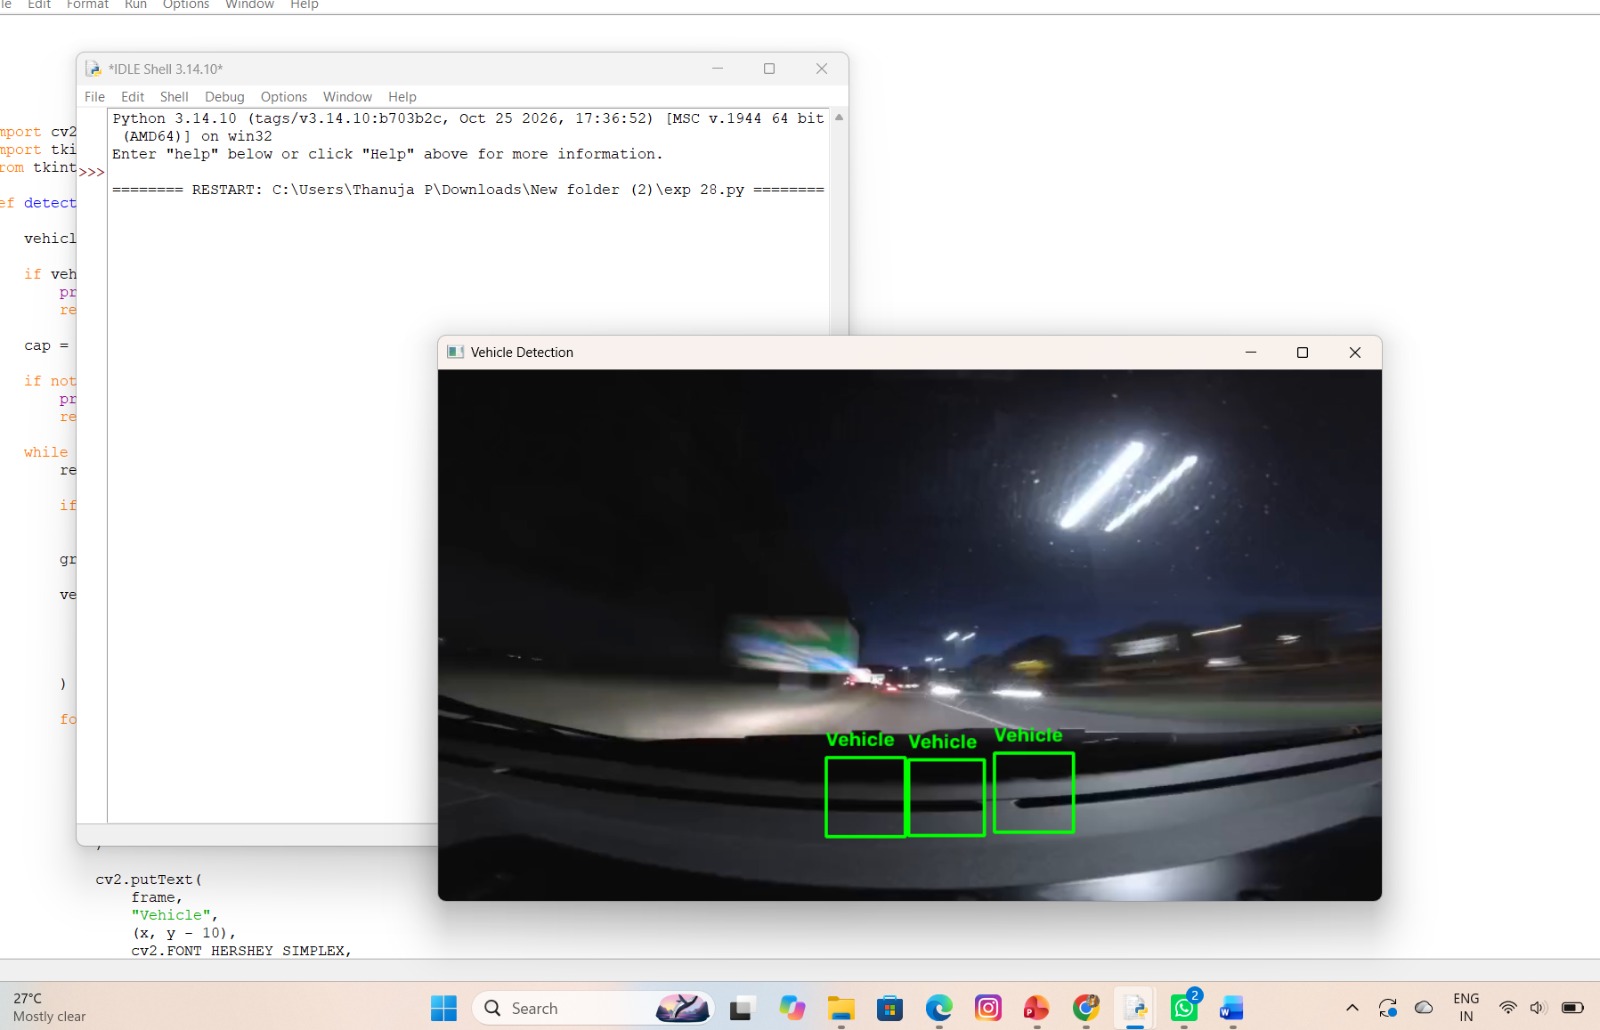 le Edit Format Run Options Window Help
*IDLE Shell 3.14.10*
File Edit Shell Debug Options Window Help
Python 3.14.10 (tags/v3.14.10:b703b2c, Oct 25 2026, 17:36:52) [MSC v.1944 64 bit
(AMD64)] on win32
Enter "help" below or click "Help" above for more information.
>>>
======== RESTART: C:\Users\Thanuja P\Downloads\New folder (2)\exp 28.py ========
mport cv2
mport tki
rom tkint
ef detect
vehicl
if veh
pr
re
cap =
if not
pr
re
while
re
if
gr
ve
)
fo
Vehicle Detection
Vehicle Vehicle Vehicle
cv2.putText(
frame,
"Vehicle",
(x, y - 10),
cv2.FONT_HERSHEY_SIMPLEX,
27°C
Mostly clear
Search
2
ENG
IN